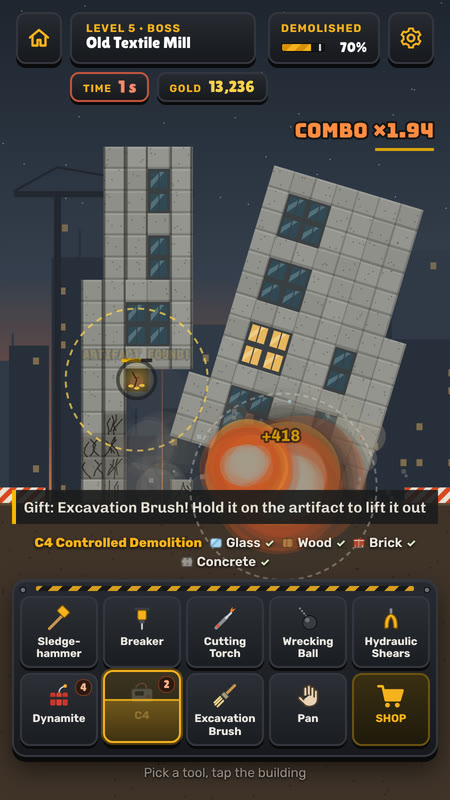 LEVEL 5 • BOSS
Old Textile Mill
DEMOLISHED
70%
TIME 1 s
GOLD 13,236
COMBO ×1.94
ARTIFACT FOUND!
+418
Gift: Excavation Brush! Hold it on the artifact to lift it out
C4 Controlled Demolition Glass ✓ Wood ✓ Brick ✓
Concrete ✓
Sledge-
hammer
Breaker
Cutting
Torch
Wrecking
Ball
Hydraulic
Shears
4
Dynamite
2
C4
Excavation
Brush
Pan
SHOP
Pick a tool, tap the building